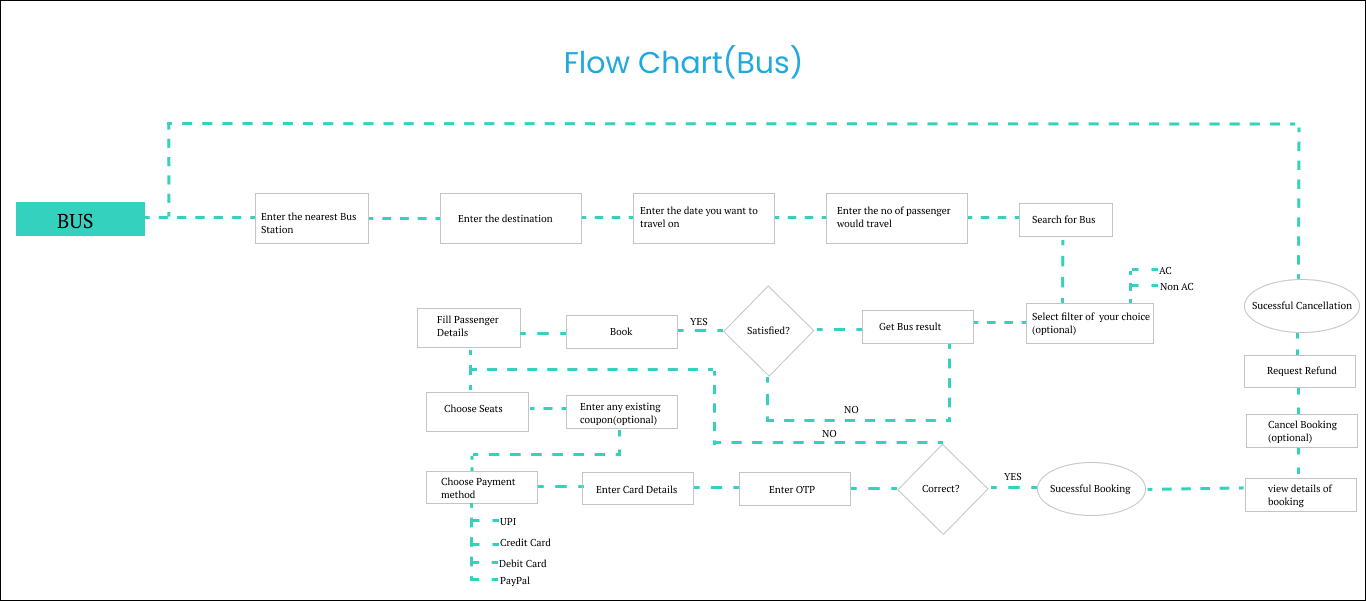 Flow Chart(Bus)
BUS
Enter the nearest Bus
Station
Enter the destination
Enter the date you want to
travel on
Enter the no of passenger
would travel
Search for Bus
AC
Non AC
Select filter of  your choice
(optional)
Get Bus result
Satisfied?
YES
NO
Book
Fill Passenger
Details
Choose Seats
Enter any existing
coupon(optional)
Choose Payment
method
UPI
Credit Card
Debit Card
PayPal
Enter Card Details
Enter OTP
Correct?
NO
YES
Sucessful Booking
view details of
booking
Cancel Booking
(optional)
Request Refund
Sucessful Cancellation